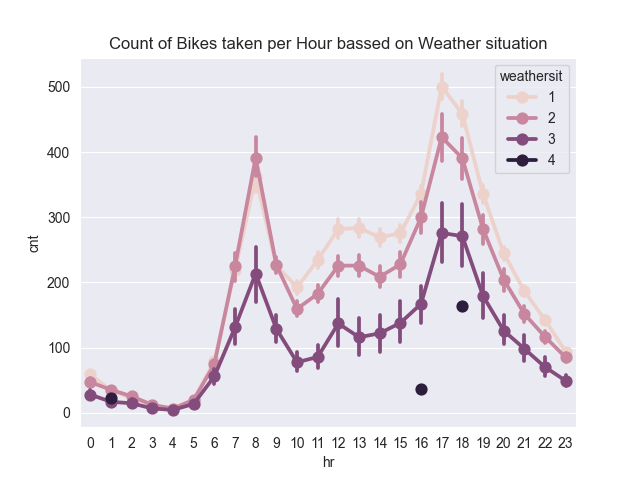 Count of Bikes taken per Hour bassed on Weather situation
weathersit
1
2
3
4
500
400
300
200
100
0
cnt
0 1 2 3 4 5 6 7 8 9 10 11 12 13 14 15 16 17 18 19 20 21 22 23
hr